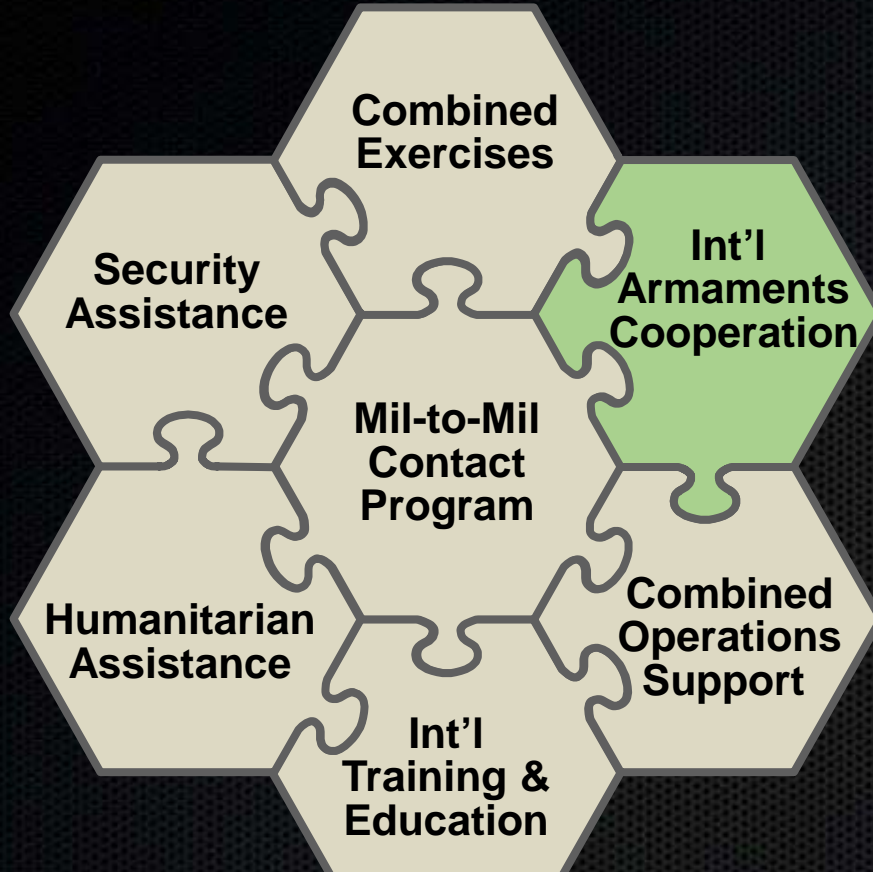 Combined
Exercises
Int’l
Armaments
Cooperation
Security
Assistance
Mil-to-Mil
Contact
Program
Combined
Operations
Support
Humanitarian
Assistance
Int’l
Training &
Education